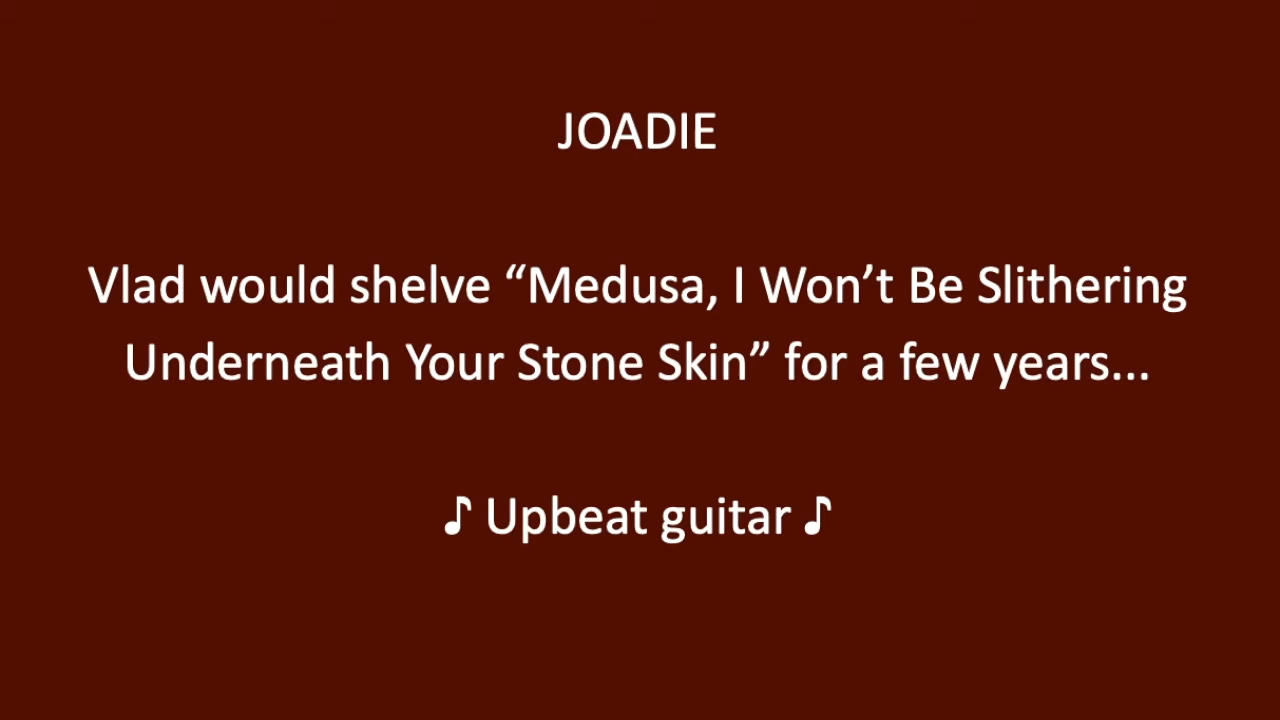 JOADIE
Vlad would shelve “Medusa, I Won’t Be Slithering
Underneath Your Stone Skin” for a few years...
♪ Upbeat guitar ♪